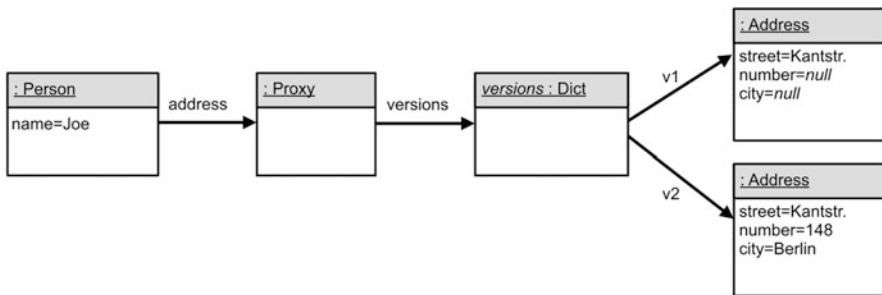 : Person
name=Joe
address
: Proxy
versions
versions : Dict
v1
: Address
street=Kantstr.
number=null
city=null
v2
: Address
street=Kantstr.
number=148
city=Berlin